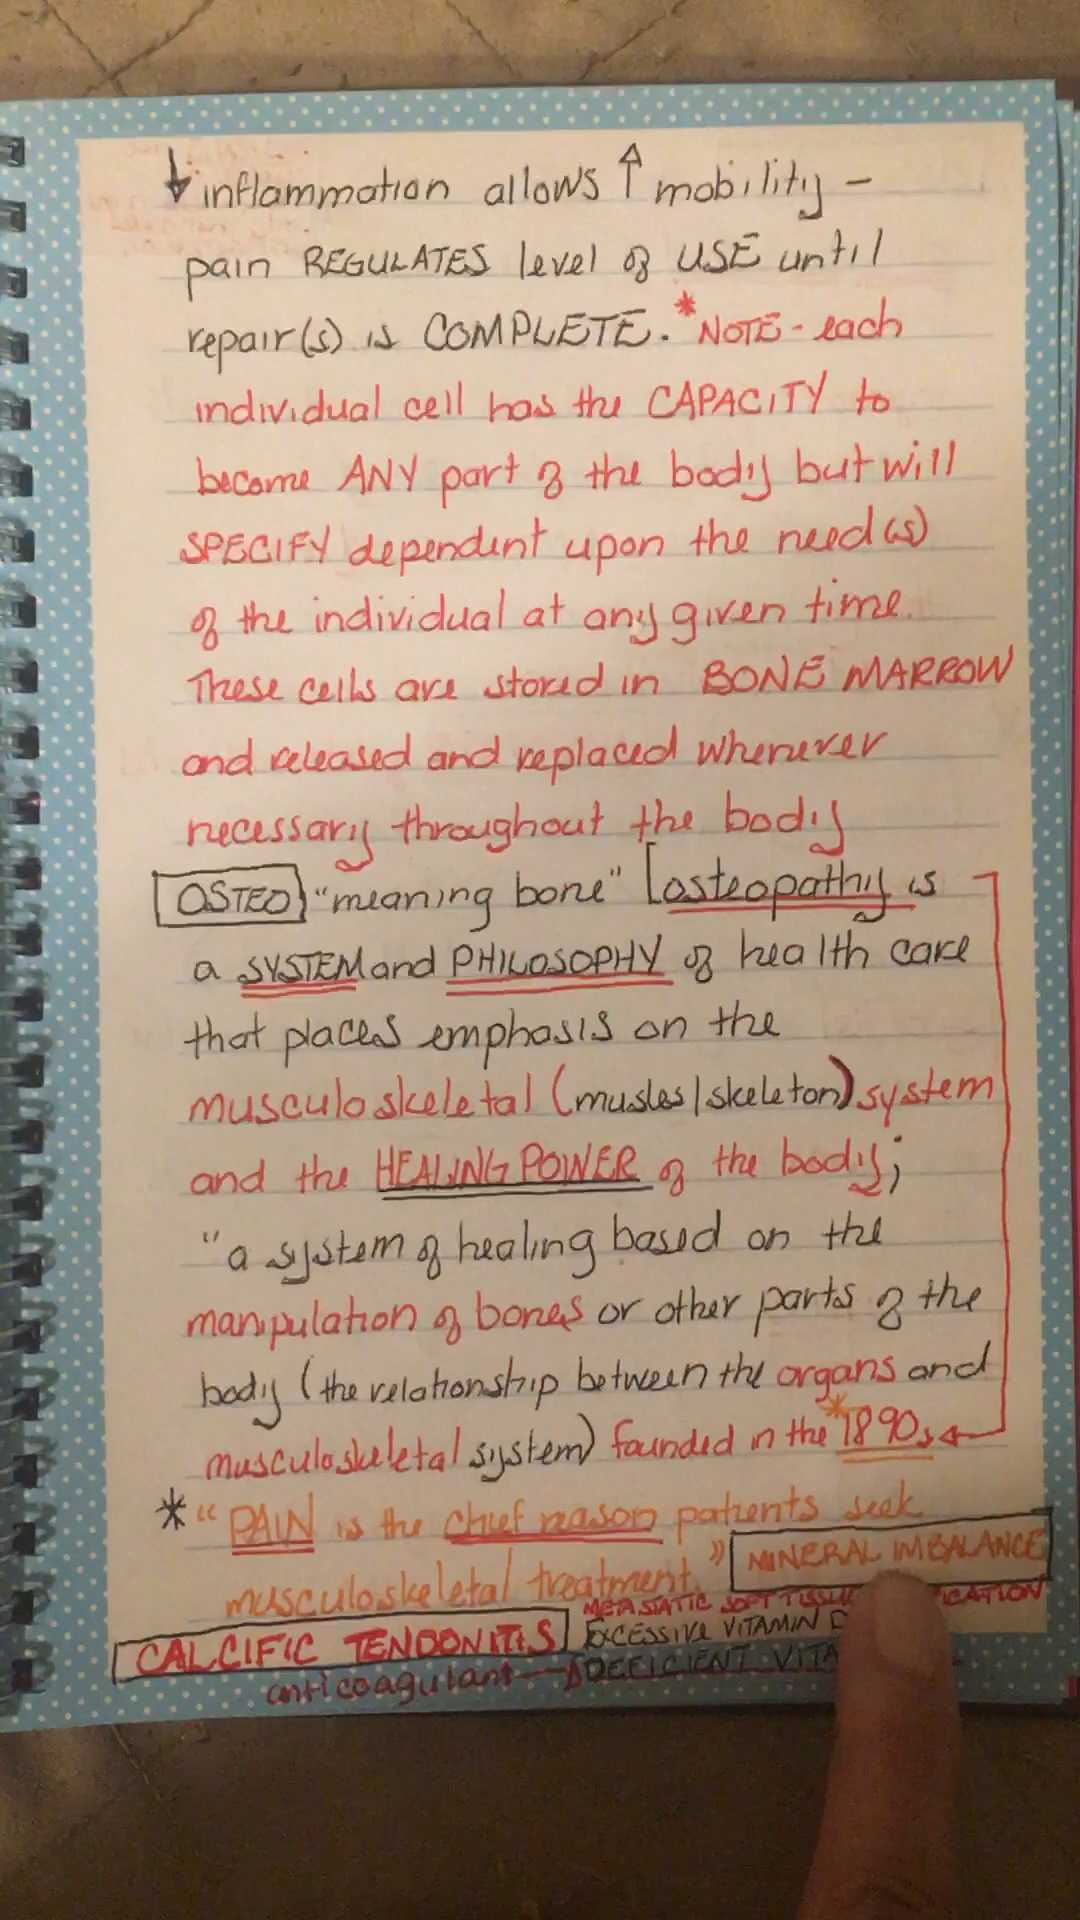 ↓ inflammation allows ↑ mobility -
pain REGULATES level of USE until
repair(s) is COMPLETE. *NOTE - each
individual cell has the CAPACITY to
become ANY part of the body but will
SPECIFY dependent upon the need(s)
of the individual at any given time.
These cells are stored in BONE MARROW
and released and replaced whenever
necessary throughout the body
OSTEO "meaning bone" [osteopathy is
a SYSTEM and PHILOSOPHY of health care
that places emphasis on the
musculoskeletal (musles/skeleton) system
and the HEALING POWER of the body;
"a system of healing based on the
manipulation of bones or other parts of the
body (the relationship between the organs and
musculoskeletal system) founded in the *1890s
* "PAIN is the chief reason patients seek
musculoskeletal treatment." MINERAL IMBALANCE
METASTATIC SOFT TISSUE
CALCIFIC TENDONITIS EXCESSIVE VITAMIN D
anticoagulant → DEFICIENT